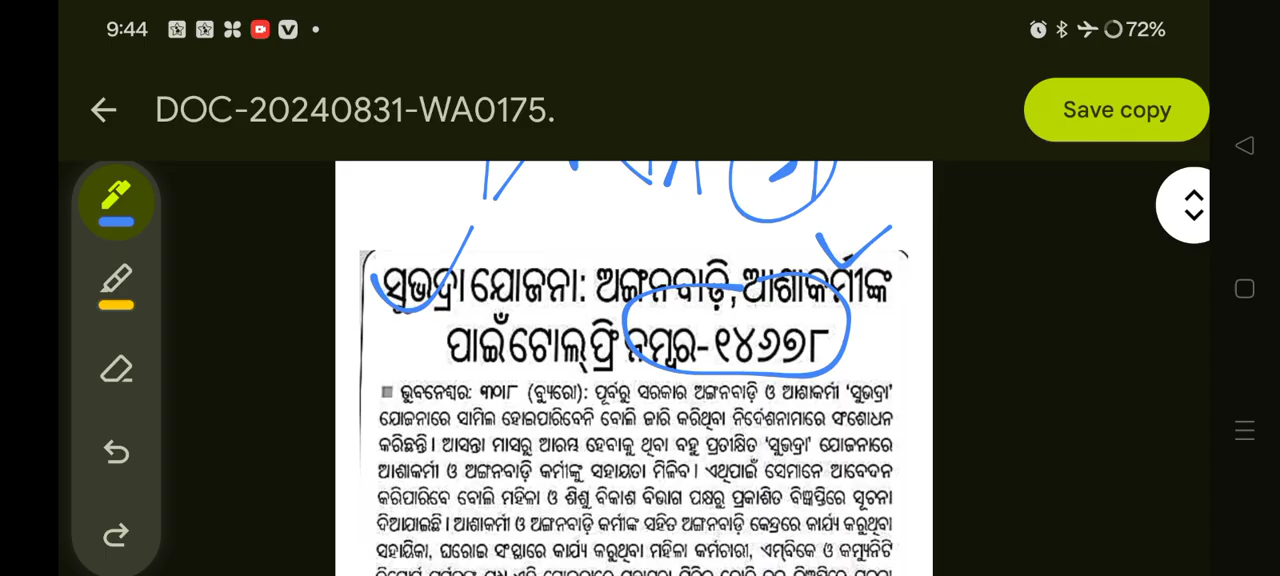 9:44
72%
DOC-20240831-WA0175.
Save copy
ସୁଭଦ୍ରା ଯୋଜନା: ଅଙ୍ଗନବାଡ଼ି, ଆଶାକର୍ମୀଙ୍କ
ପାଇଁ ଟୋଲ୍ ଫ୍ରି ନମ୍ବର-୧୪୬୭୮
ଭୁବନେଶ୍ୱର: ୩୦।୮ (ବ୍ୟୁରୋ): ପୂର୍ବରୁ ସରକାର ଅଙ୍ଗନବାଡ଼ି ଓ ଆଶାକର୍ମୀ ‘ସୁଭଦ୍ରା’
ଯୋଜନାରେ ସାମିଲ ହୋଇପାରିବେନି ବୋଲି ଜାରି କରିଥିବା ନିର୍ଦେଶନାମାରେ ସଂଶୋଧନ
କରିଛନ୍ତି। ଆସନ୍ତା ମାସରୁ ଆରମ୍ଭ ହେବାକୁ ଥିବା ବହୁ ପ୍ରତୀକ୍ଷିତ ‘ସୁଭଦ୍ରା’ ଯୋଜନାରେ
ଆଶାକର୍ମୀ ଓ ଅଙ୍ଗନବାଡ଼ି କର୍ମୀଙ୍କୁ ସହାୟତା ମିଳିବ। ଏଥିପାଇଁ ସେମାନେ ଆବେଦନ
କରିପାରିବେ ବୋଲି ମହିଳା ଓ ଶିଶୁ ବିକାଶ ବିଭାଗ ପକ୍ଷରୁ ପ୍ରକାଶିତ ବିଜ୍ଞପ୍ତିରେ ସୂଚନା
ଦିଆଯାଇଛି। ଆଶାକର୍ମୀ ଓ ଅଙ୍ଗନବାଡ଼ି କର୍ମୀଙ୍କ ସହିତ ଅଙ୍ଗନବାଡ଼ି କେନ୍ଦ୍ରରେ କାର୍ଯ୍ୟ କରୁଥିବା
ସହାୟିକା, ଘରୋଇ ସଂସ୍ଥାରେ କାର୍ଯ୍ୟ କରୁଥିବା ମହିଳା କର୍ମଚାରୀ, ଏମ୍‌ବିକେ ଓ କମ୍ୟୁନିଟି